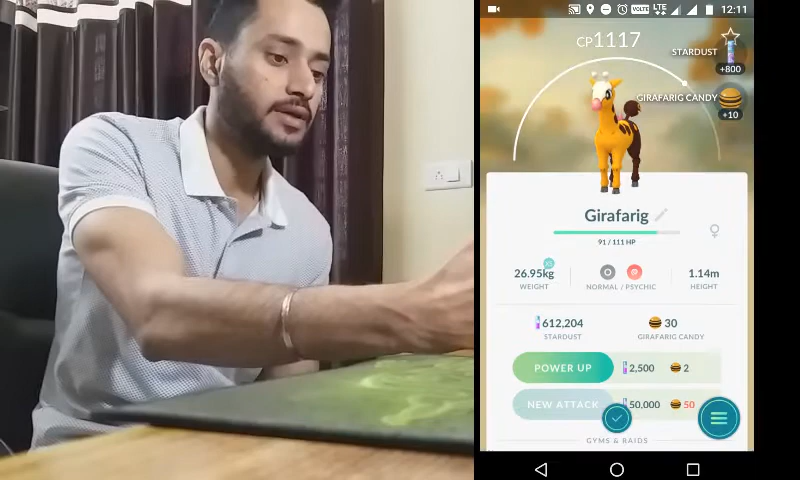 VOLTE LTE 12:11
CP1117
STARDUST
+800
GIRAFARIG CANDY
+10
Girafarig
91 / 111 HP
26.95kg
WEIGHT
NORMAL / PSYCHIC
1.14m
HEIGHT
612,204
STARDUST
30
GIRAFARIG CANDY
POWER UP 2,500 2
NEW ATTACK 50,000 50
GYMS & RAIDS